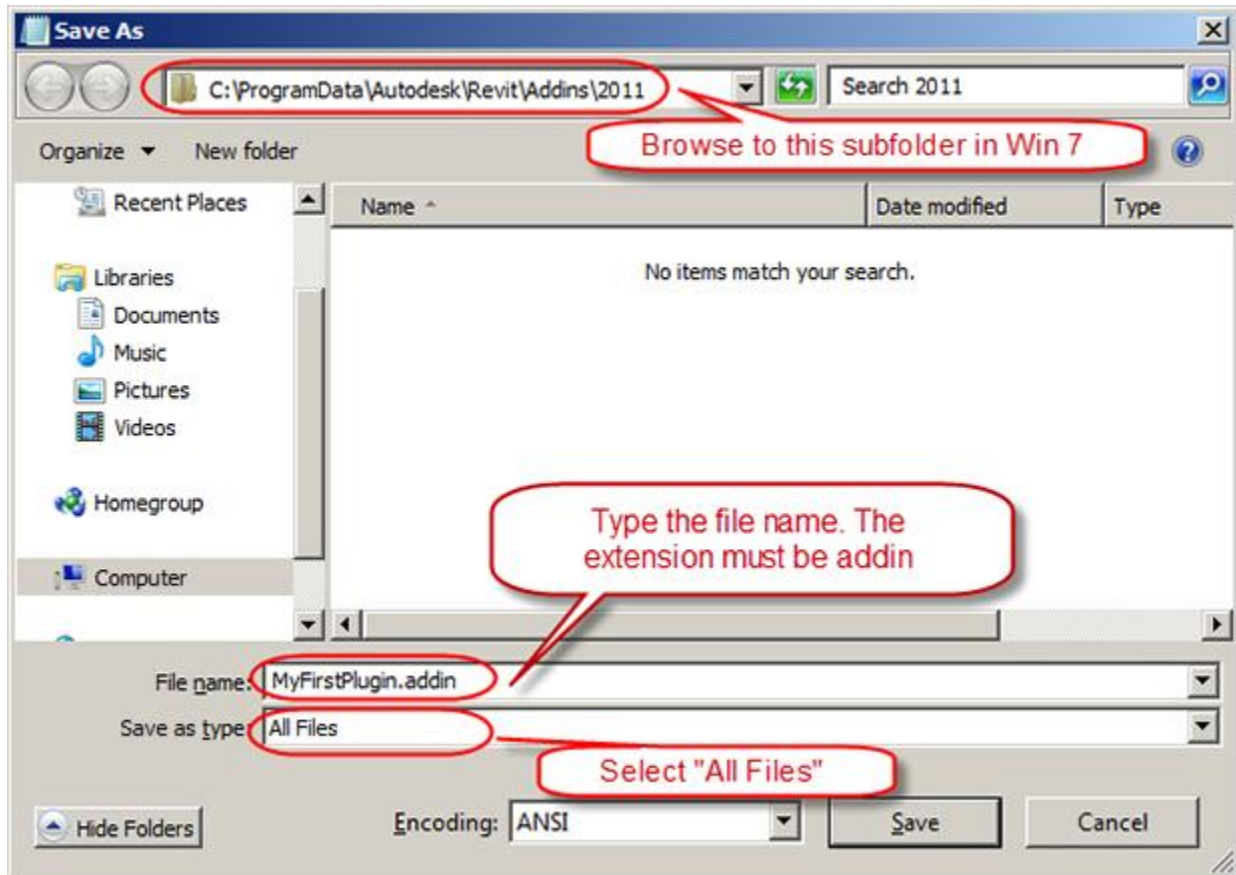 Save As
C:\ProgramData\Autodesk\Revit\Addins\2011
Search 2011
Browse to this subfolder in Win 7
Organize
New folder
Recent Places
Name
Date modified
Type
No items match your search.
Libraries
Documents
Music
Pictures
Videos
Homegroup
Type the file name. The
extension must be addin
Computer
File name: MyFirstPlugin.addin
Save as type: All Files
Select "All Files"
Hide Folders
Encoding: ANSI
Save
Cancel